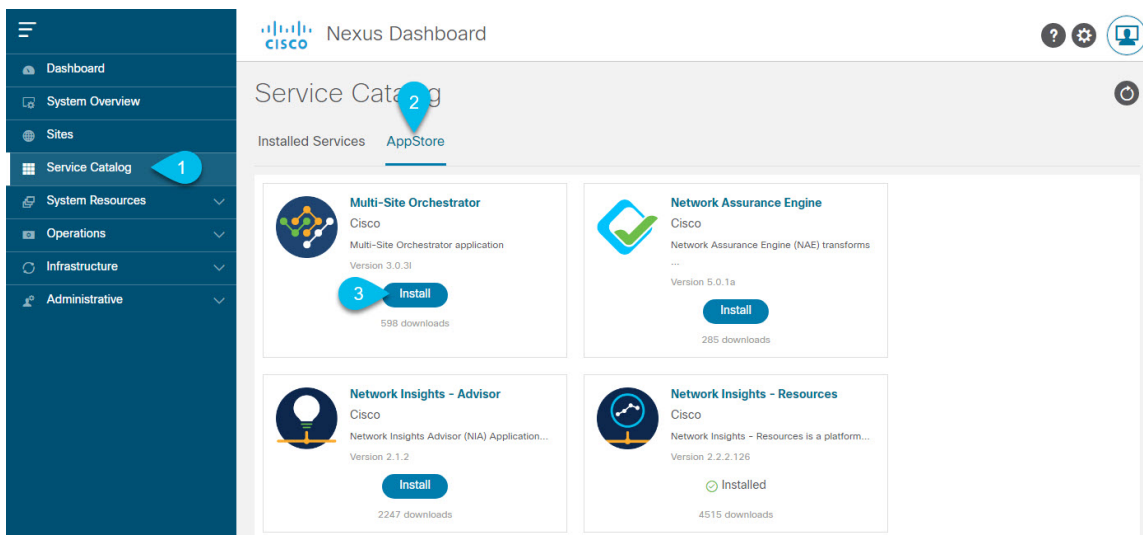 CISCO
Nexus Dashboard
?
Dashboard
System Overview
Sites
Service Catalog
1
System Resources
Operations
Infrastructure
Administrative
Service Catalog
2
Installed Services
AppStore
Multi-Site Orchestrator
Cisco
Multi-Site Orchestrator application
Version 3.0.3l
3
Install
598 downloads
Network Assurance Engine
Cisco
Network Assurance Engine (NAE) transforms
...
Version 5.0.1a
Install
285 downloads
Network Insights - Advisor
Cisco
Network Insights Advisor (NIA) Application...
Version 2.1.2
Install
2247 downloads
Network Insights - Resources
Cisco
Network Insights - Resources is a platform...
Version 2.2.2.126
Installed
4515 downloads